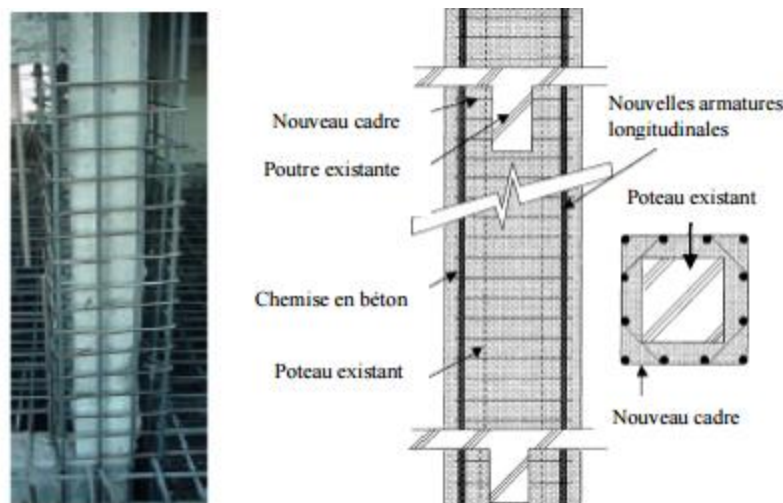 Nouveau cadre
Poutre existante
Nouvelles armatures
longitudinales
Poteau existant
Chemise en béton
Poteau existant
Nouveau cadre